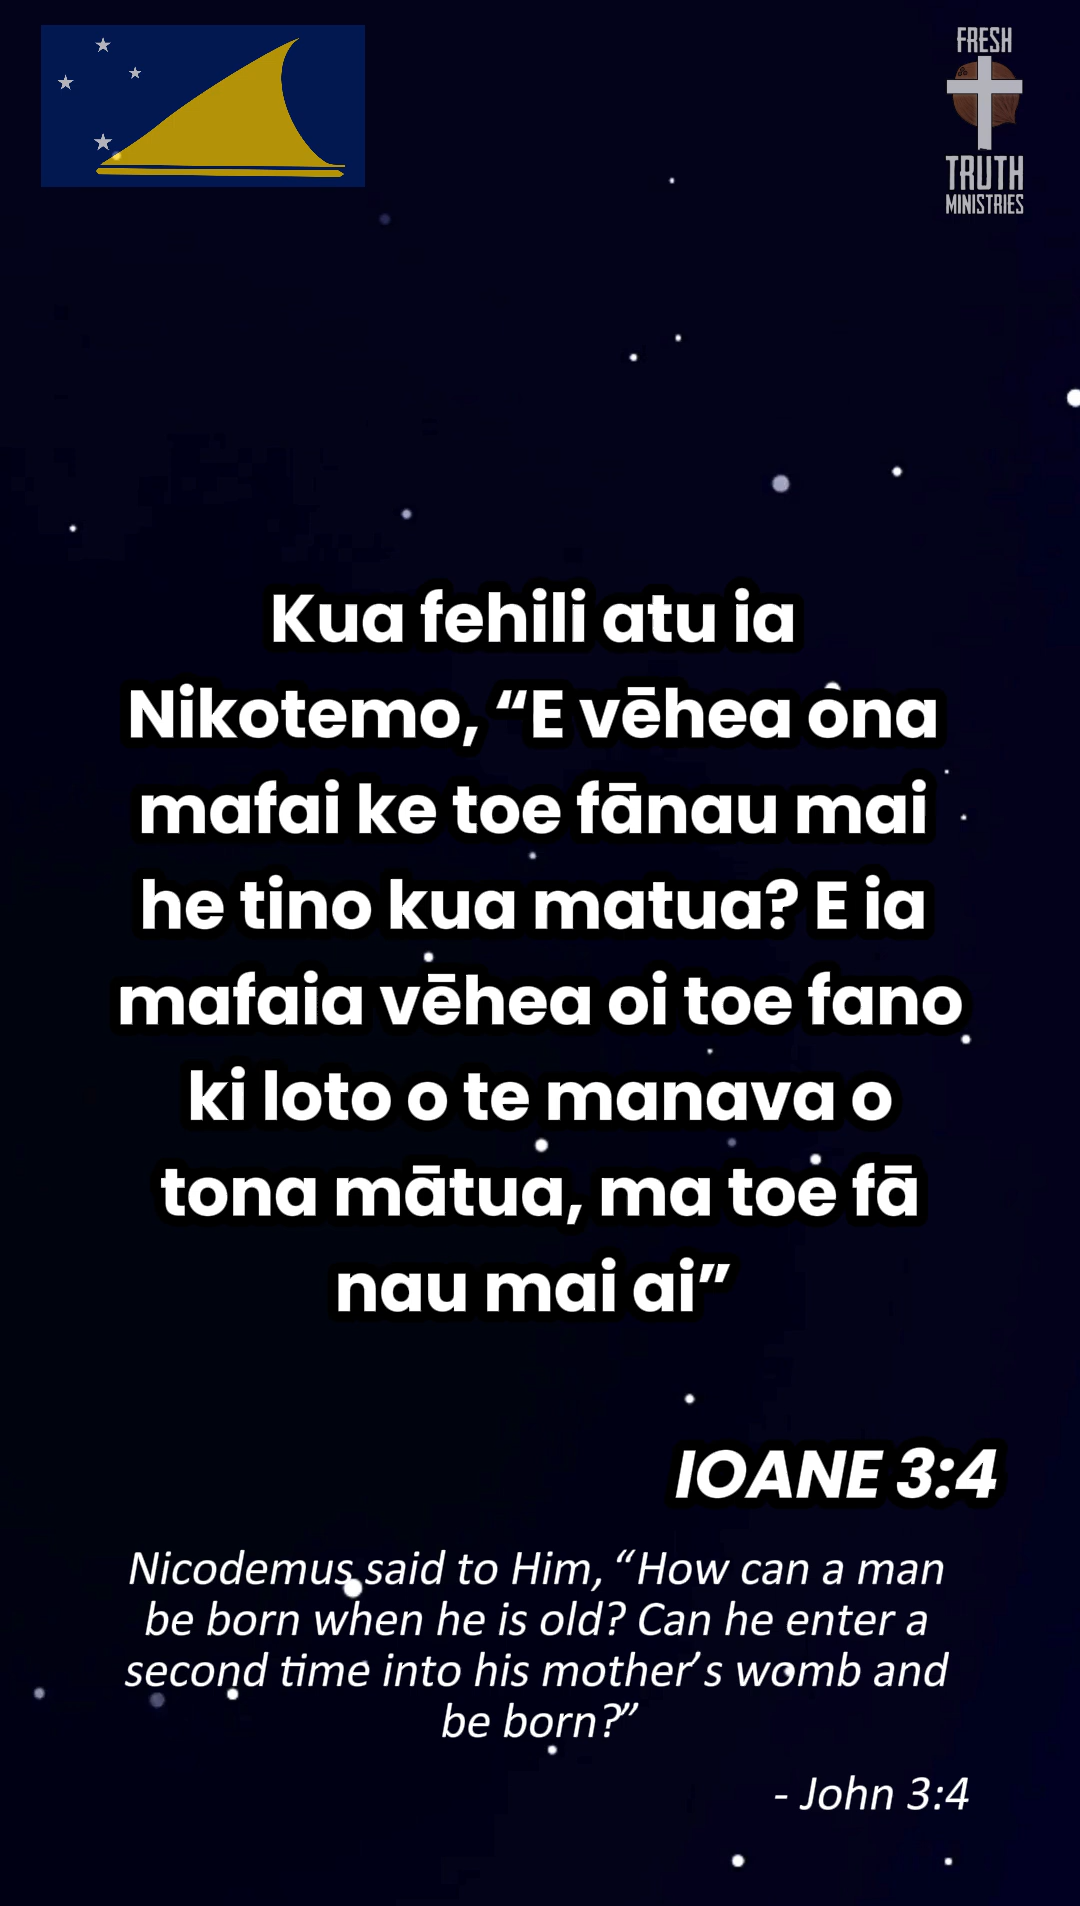 FRESH
TRUTH
MINISTRIES
Kua fehili atu ia
Nikotemo, “E vēhea ona
mafai ke toe fānau mai
he tino kua matua? E ia
mafaia vēhea oi toe fano
ki loto o te manava o
tona mātua, ma toe fā
nau mai ai”
IOANE 3:4
Nicodemus said to Him, “How can a man
be born when he is old? Can he enter a
second time into his mother’s womb and
be born?”
- John 3:4